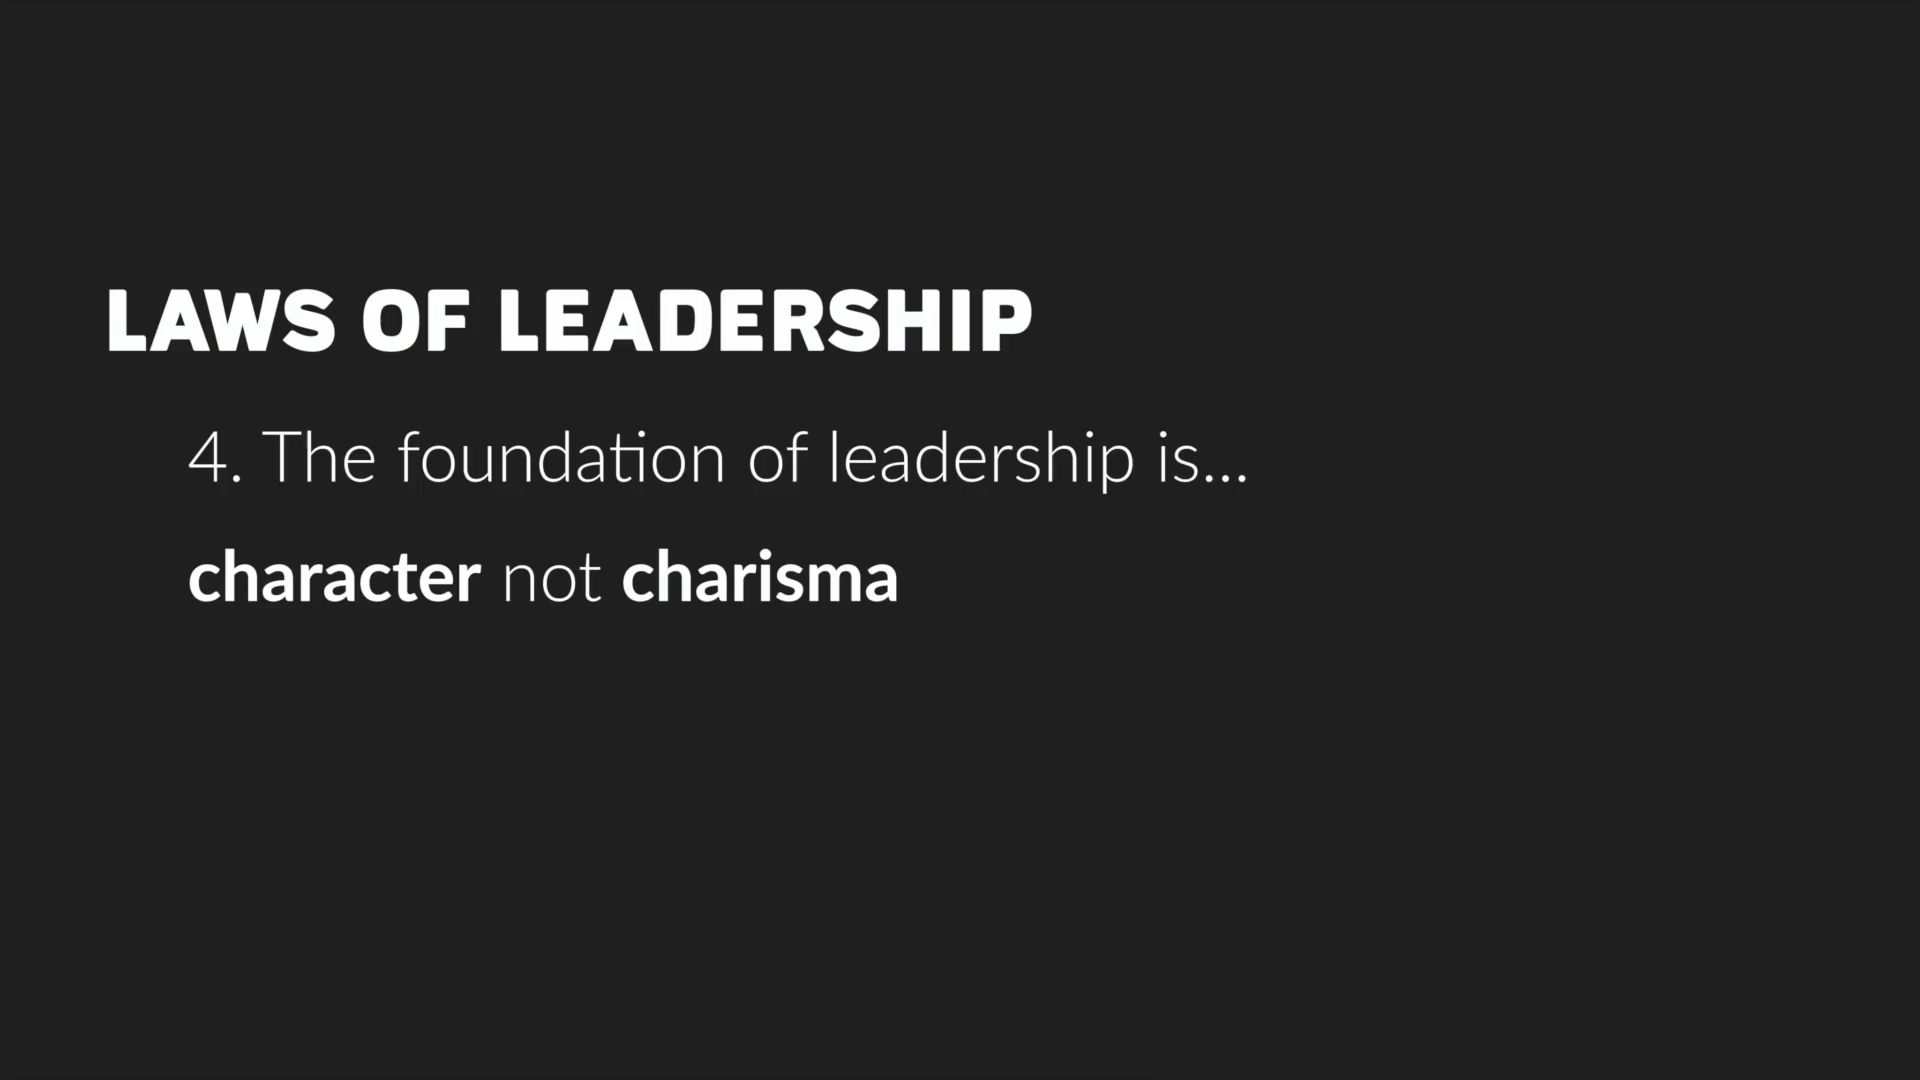 LAWS OF LEADERSHIP
4. The foundation of leadership is...
character not charisma